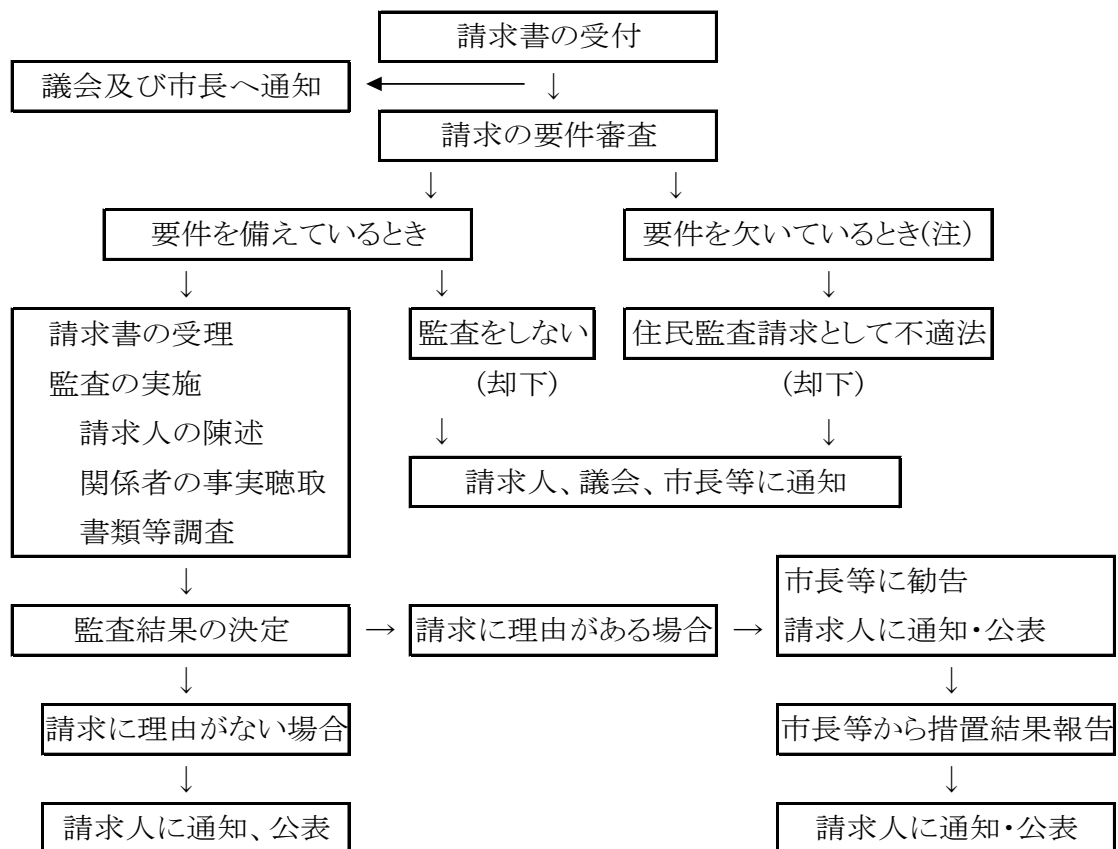 請求書の受付
議会及び市長へ通知
←
↓
請求の要件審査
↓ ↓
要件を備えているとき
要件を欠いているとき(注)
↓ ↓ ↓
請求書の受理
監査の実施
請求人の陳述
関係者の事実聴取
書類等調査
監査をしない
(却下)
住民監査請求として不適法
(却下)
↓ ↓
請求人、議会、市長等に通知
↓
監査結果の決定
→
請求に理由がある場合
→
市長等に勧告
請求人に通知・公表
↓ ↓
請求に理由がない場合
市長等から措置結果報告
↓ ↓
請求人に通知、公表
請求人に通知・公表